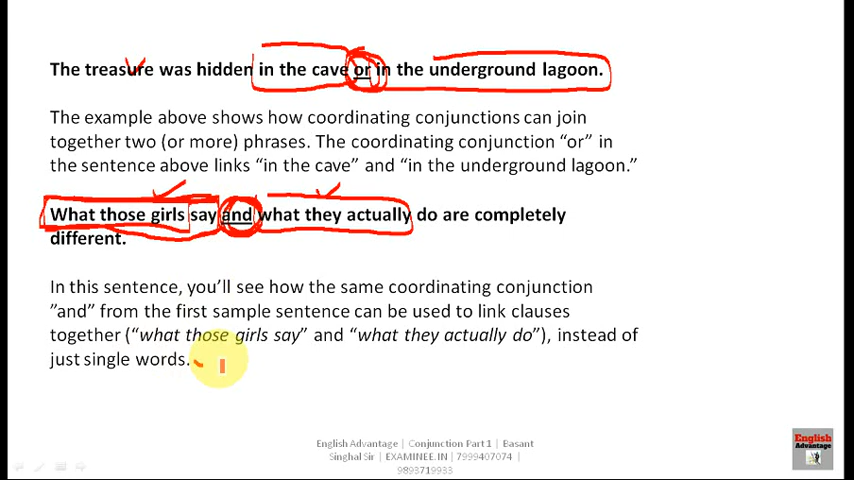 The treasure was hidden in the cave or in the underground lagoon.
The example above shows how coordinating conjunctions can join
together two (or more) phrases. The coordinating conjunction “or” in
the sentence above links “in the cave” and “in the underground lagoon.”
What those girls say and what they actually do are completely
different.
In this sentence, you’ll see how the same coordinating conjunction
”and” from the first sample sentence can be used to link clauses
together (“what those girls say” and “what they actually do”), instead of
just single words.
English Advantage | Conjunction Part 1 | Basant
Singhal Sir | EXAMINEE.IN | 7999407074 |
9893719933
English
Advantage